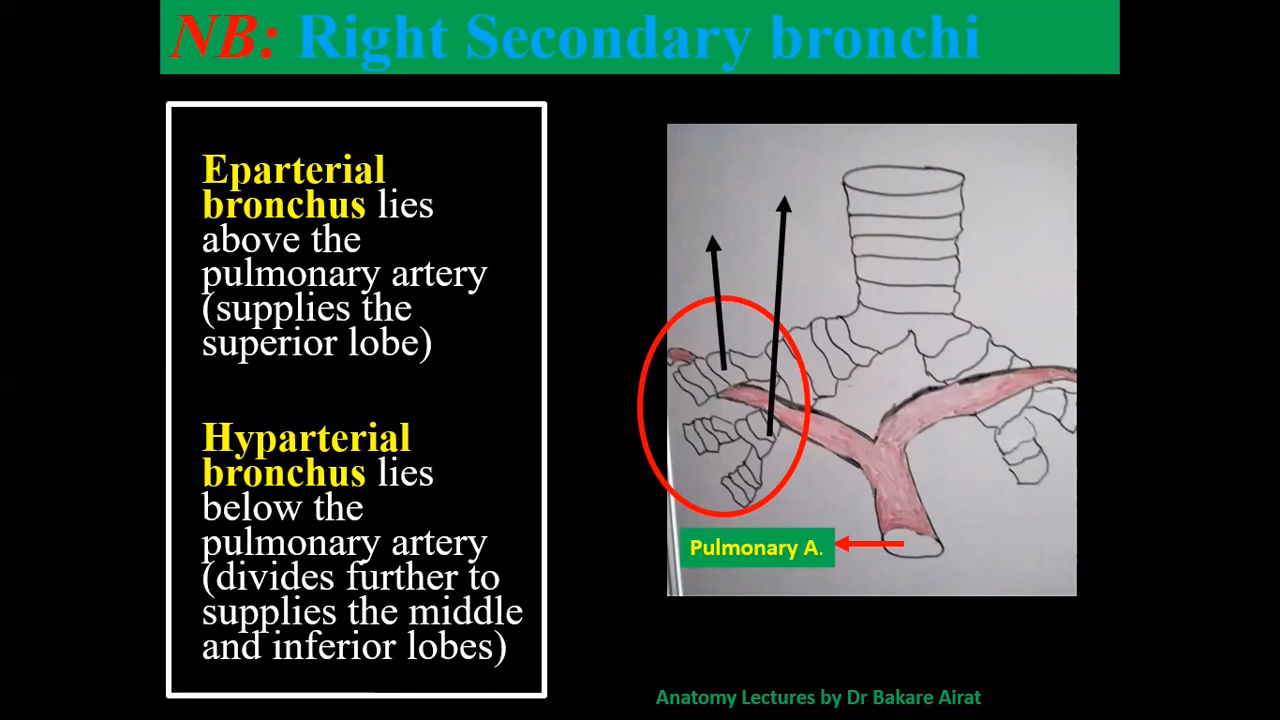 NB: Right Secondary bronchi
Eparterial
bronchus lies
above the
pulmonary artery
(supplies the
superior lobe)
Hyparterial
bronchus lies
below the
pulmonary artery
(divides further to
supplies the middle
and inferior lobes)
Pulmonary A.
Anatomy Lectures by Dr Bakare Airat